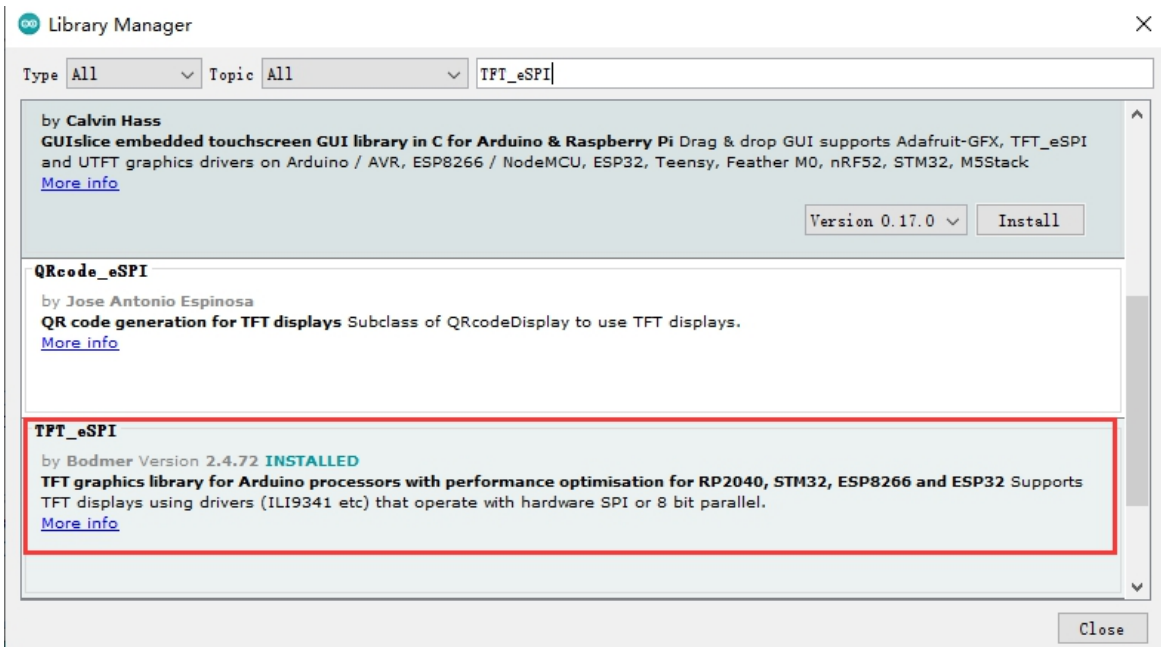 Library Manager
Type All Topic All TFT_eSPI
by Calvin Hass
GUIslice embedded touchscreen GUI library in C for Arduino & Raspberry Pi Drag & drop GUI supports Adafruit-GFX, TFT_eSPI
and UTFT graphics drivers on Arduino / AVR, ESP8266 / NodeMCU, ESP32, Teensy, Feather M0, nRF52, STM32, M5Stack
More info
Version 0.17.0 Install
QRcode_eSPI
by Jose Antonio Espinosa
QR code generation for TFT displays Subclass of QRcodeDisplay to use TFT displays.
More info
TFT_eSPI
by Bodmer Version 2.4.72 INSTALLED
TFT graphics library for Arduino processors with performance optimisation for RP2040, STM32, ESP8266 and ESP32 Supports
TFT displays using drivers (ILI9341 etc) that operate with hardware SPI or 8 bit parallel.
More info
Close